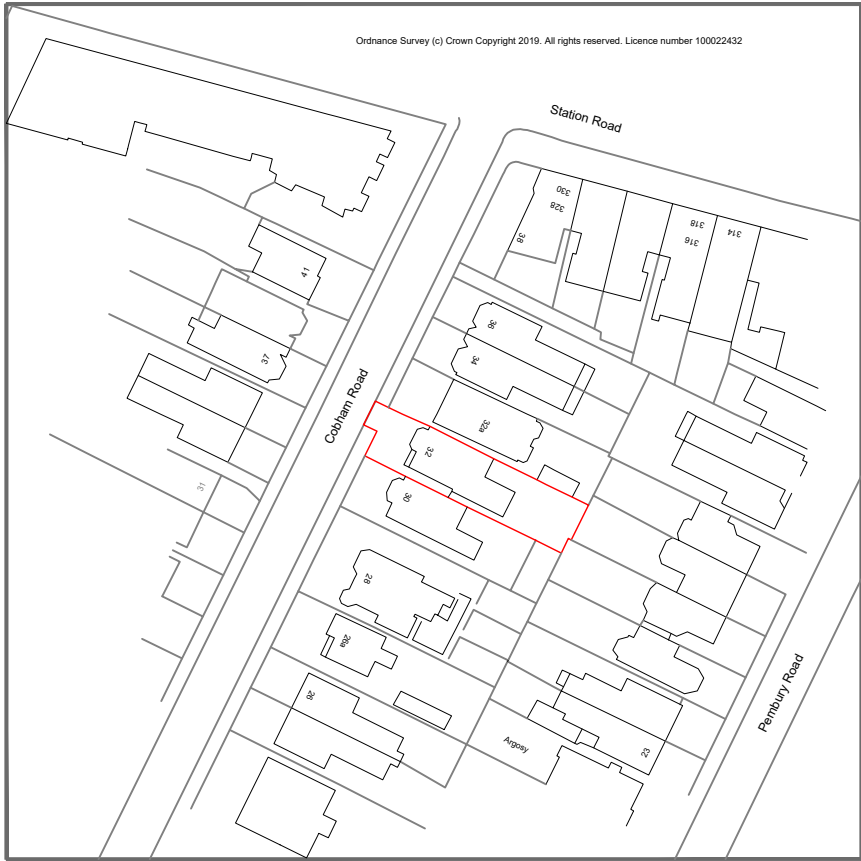 Ordnance Survey (c) Crown Copyright 2019. All rights reserved. Licence number 100022432
Station Road
330
328
38
318
316
314
41
37
36
34
Cobham Road
32a
32
30
31
28
26a
26
Argosy
23
Pembury Road